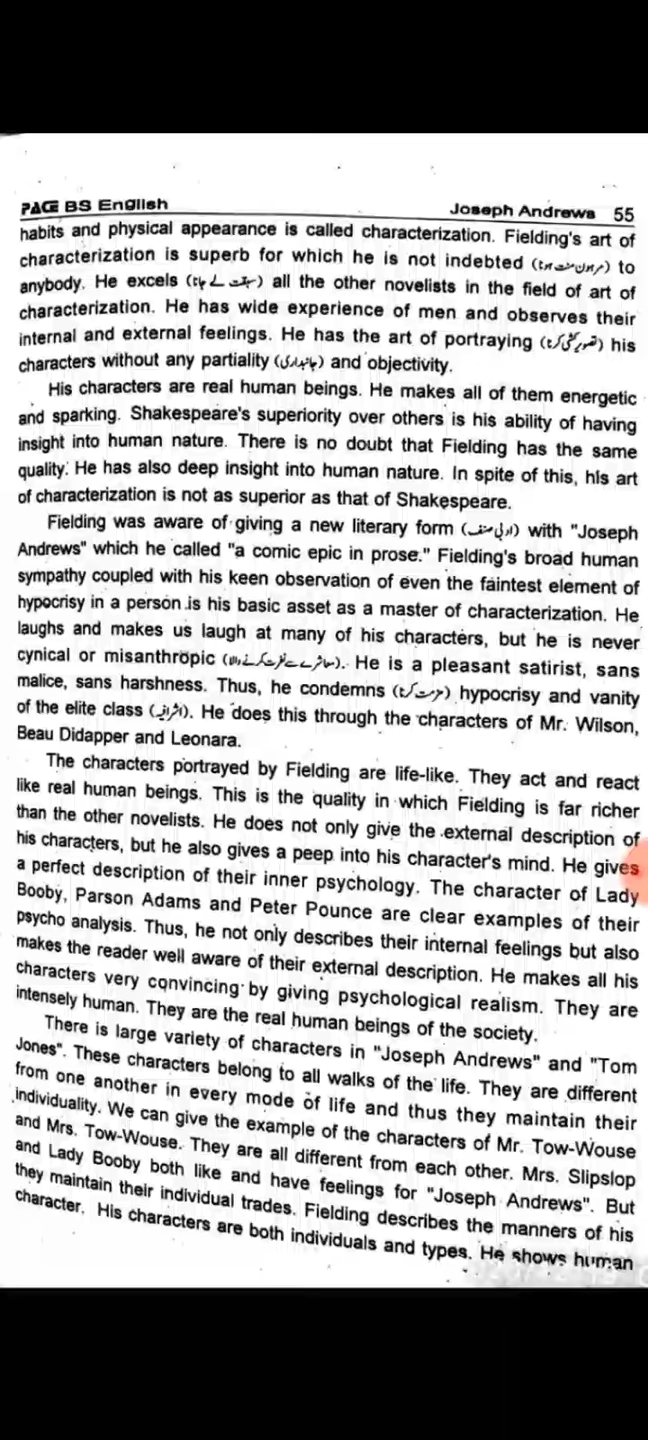 PACE BS English Joseph Andrews 55
habits and physical appearance is called characterization. Fielding's art of
characterization is superb for which he is not indebted (مرہون منت ہونا) to
anybody. He excels (سبقت لے جانا) all the other novelists in the field of art of
characterization. He has wide experience of men and observes their
internal and external feelings. He has the art of portraying (تصویر کشی کرنا) his
characters without any partiality (جانبداری) and objectivity.
His characters are real human beings. He makes all of them energetic
and sparking. Shakespeare's superiority over others is his ability of having
insight into human nature. There is no doubt that Fielding has the same
quality. He has also deep insight into human nature. In spite of this, his art
of characterization is not as superior as that of Shakespeare.
Fielding was aware of giving a new literary form (ادبی صنف) with "Joseph
Andrews" which he called "a comic epic in prose." Fielding's broad human
sympathy coupled with his keen observation of even the faintest element of
hypocrisy in a person is his basic asset as a master of characterization. He
laughs and makes us laugh at many of his characters, but he is never
cynical or misanthropic (معاشرے سے نفرت کرنے والا). He is a pleasant satirist, sans
malice, sans harshness. Thus, he condemns (مذمت کرنا) hypocrisy and vanity
of the elite class (اشرافیہ). He does this through the characters of Mr. Wilson,
Beau Didapper and Leonara.
The characters portrayed by Fielding are life-like. They act and react
like real human beings. This is the quality in which Fielding is far richer
than the other novelists. He does not only give the external description of
his characters, but he also gives a peep into his character's mind. He gives
a perfect description of their inner psychology. The character of Lady
Booby, Parson Adams and Peter Pounce are clear examples of their
psycho analysis. Thus, he not only describes their internal feelings but also
makes the reader well aware of their external description. He makes all his
characters very convincing by giving psychological realism. They are
intensely human. They are the real human beings of the society.
There is large variety of characters in "Joseph Andrews" and "Tom
Jones". These characters belong to all walks of the life. They are different
from one another in every mode of life and thus they maintain their
individuality. We can give the example of the characters of Mr. Tow-Wouse
and Mrs. Tow-Wouse. They are all different from each other. Mrs. Slipslop
and Lady Booby both like and have feelings for "Joseph Andrews". But
they maintain their individual trades. Fielding describes the manners of his
character. His characters are both individuals and types. He shows human